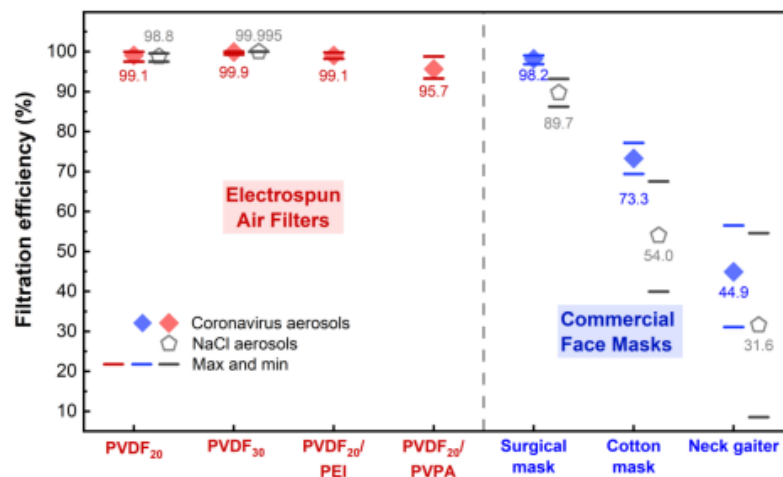 Filtration efficiency (%)
100
90
80
70
60
50
40
30
20
10
98.8
99.1
99.995
99.9
99.1
95.7
98.2
89.7
73.3
54.0
44.9
31.6
Electrospun
Air Filters
Commercial
Face Masks
Coronavirus aerosols
NaCl aerosols
Max and min
PVDF₂₀
PVDF₃₀
PVDF₂₀/
PEI
PVDF₂₀/
PVPA
Surgical
mask
Cotton
mask
Neck gaiter